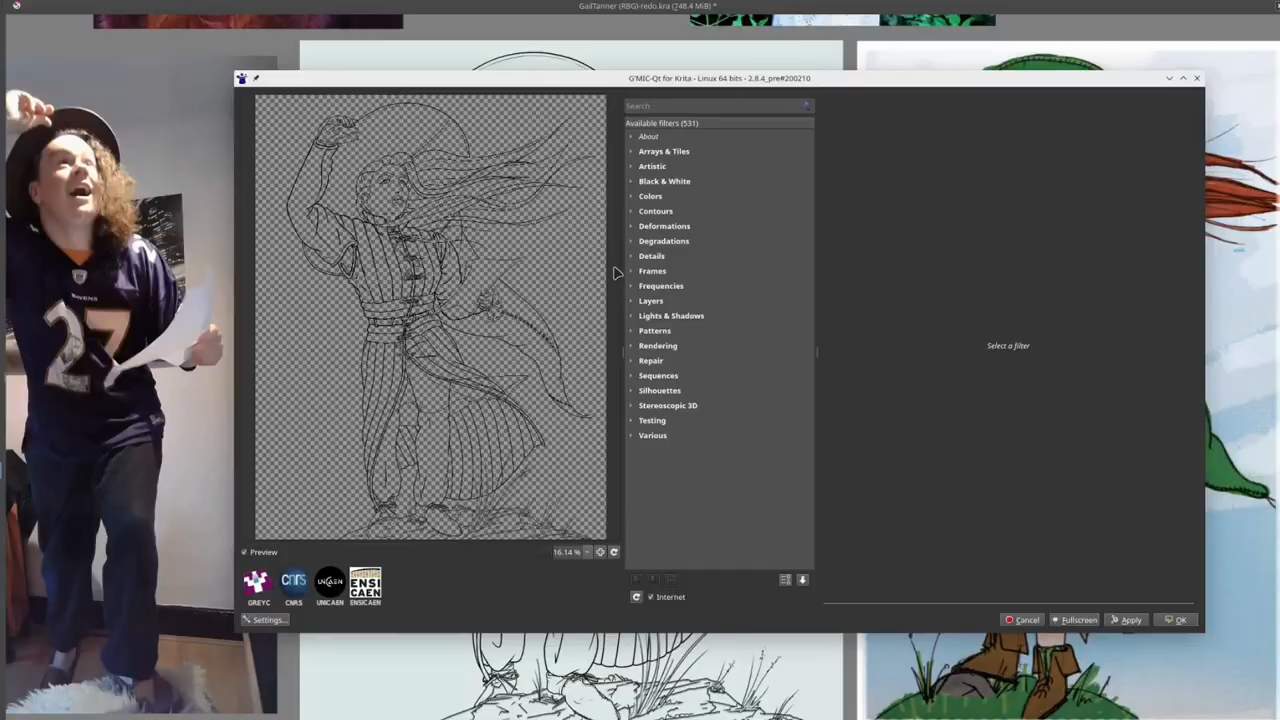 GailTanner (RBG)-redo.kra (748.4 MiB) *
G'MIC-Qt for Krita - Linux 64 bits - 2.8.4_pre#200210
Search
Available filters (531)
About
Arrays & Tiles
Artistic
Black & White
Colors
Contours
Deformations
Degradations
Details
Frames
Frequencies
Layers
Lights & Shadows
Patterns
Rendering
Repair
Sequences
Silhouettes
Stereoscopic 3D
Testing
Various
Select a filter
RAVENS
27
Preview
16.14 %
GREYC
cnrs
CNRS
UNICAEN
UNICAEN
ENSI
CAEN
ENSICAEN
Internet
Settings...
Cancel
Fullscreen
Apply
OK